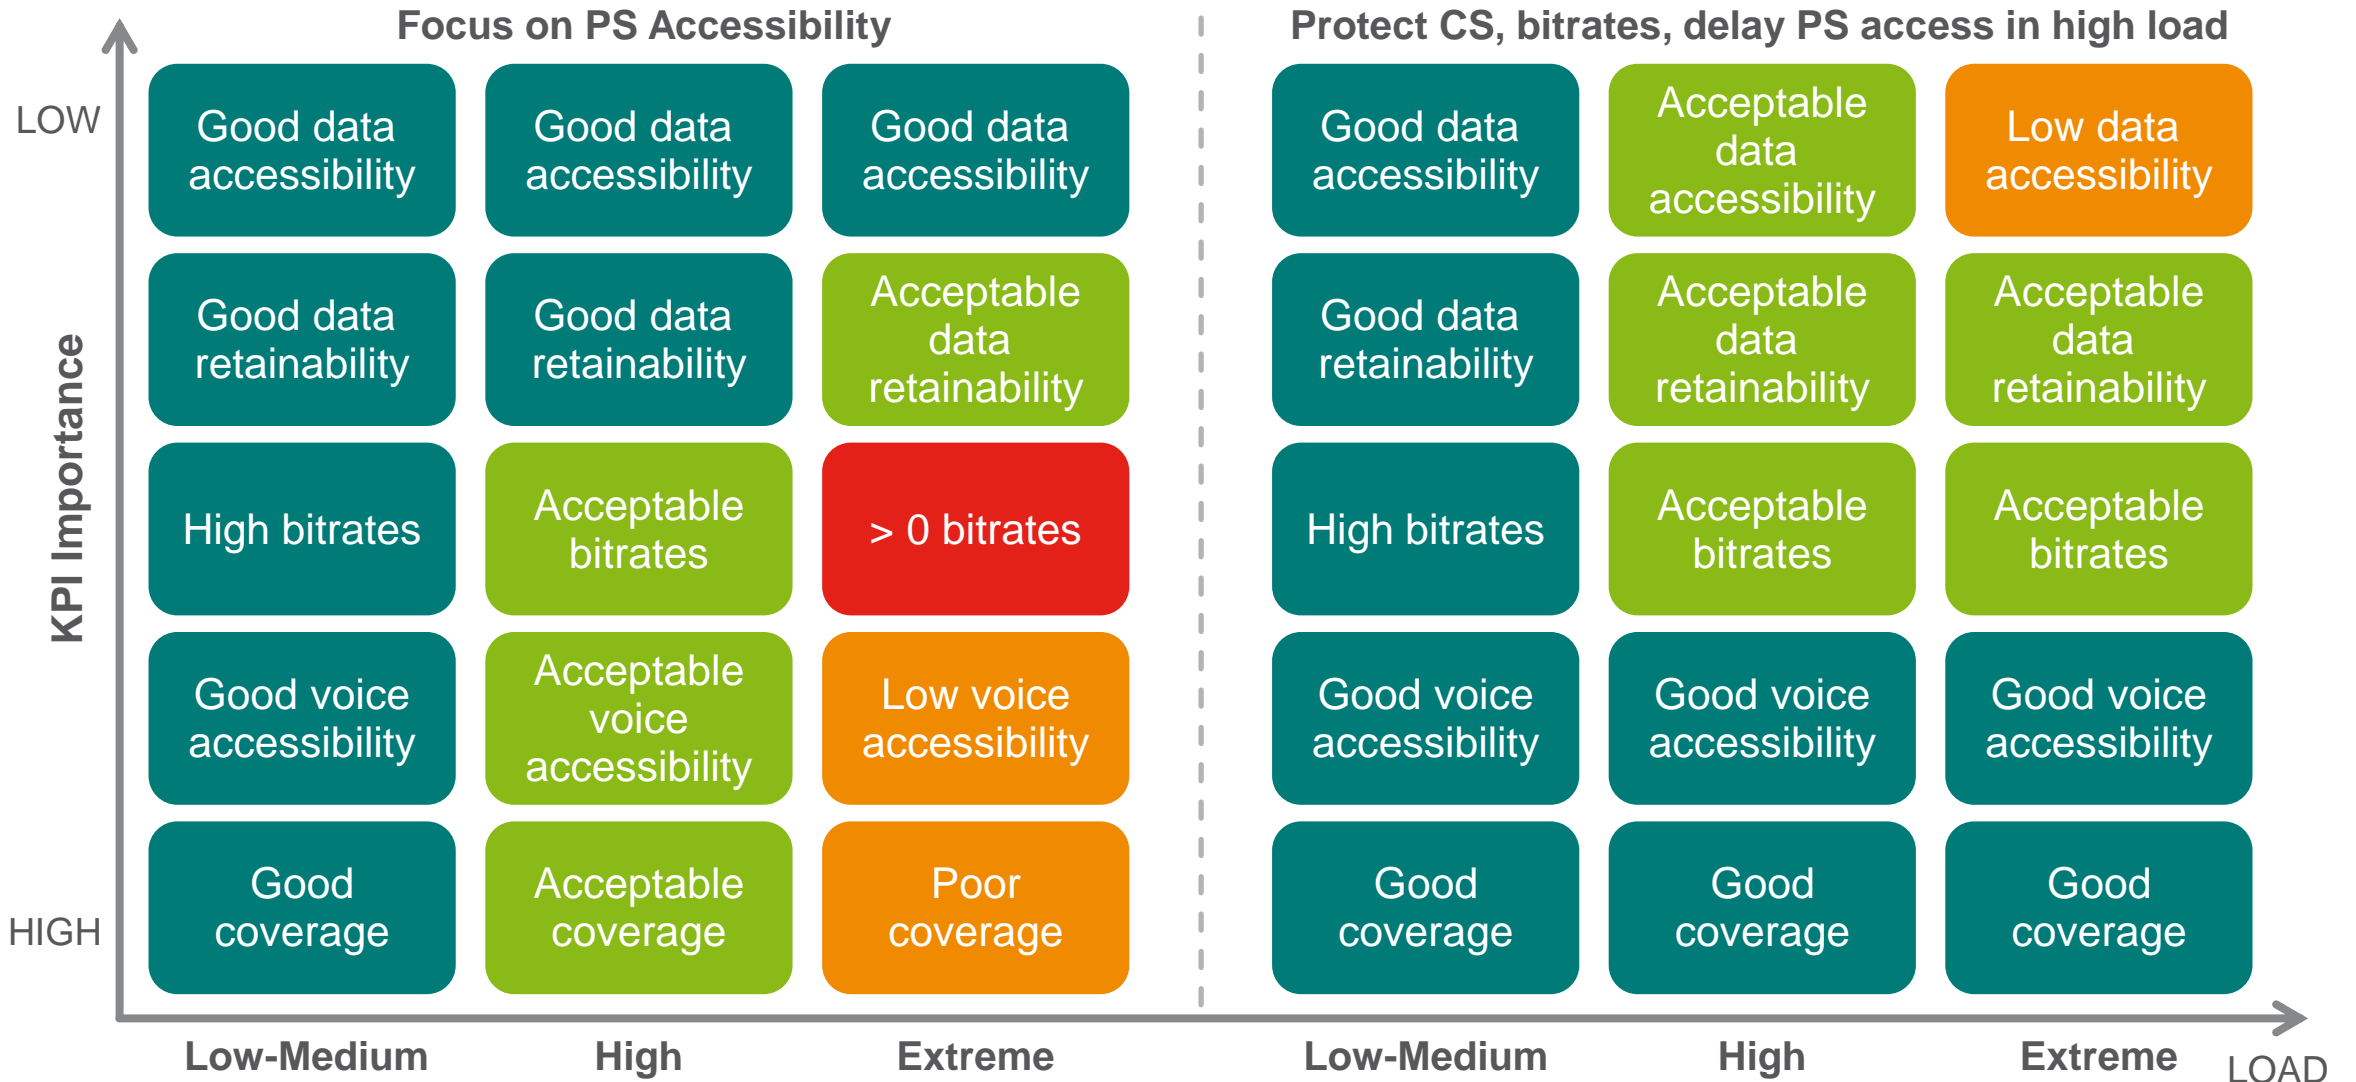 Focus on PS Accessibility
Protect CS, bitrates, delay PS access in high load
LOW
Good data
accessibility
Good data
accessibility
Good data
accessibility
Good data
accessibility
Acceptable
data
accessibility
Low data
accessibility
KPI Importance
Good data
retainability
Good data
retainability
Acceptable
data
retainability
Good data
retainability
Acceptable
data
retainability
Acceptable
data
retainability
High bitrates
Acceptable
bitrates
> 0 bitrates
High bitrates
Acceptable
bitrates
Acceptable
bitrates
Good voice
accessibility
Acceptable
voice
accessibility
Low voice
accessibility
Good voice
accessibility
Good voice
accessibility
Good voice
accessibility
HIGH
Good
coverage
Acceptable
coverage
Poor
coverage
Good
coverage
Good
coverage
Good
coverage
Low-Medium
High
Extreme
Low-Medium
High
Extreme
LOAD